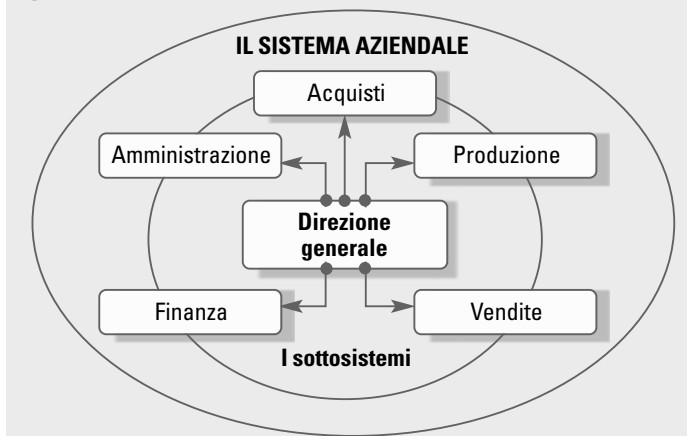 IL SISTEMA AZIENDALE
Acquisti
Amministrazione
Produzione
Direzione
generale
Finanza
Vendite
I sottosistemi